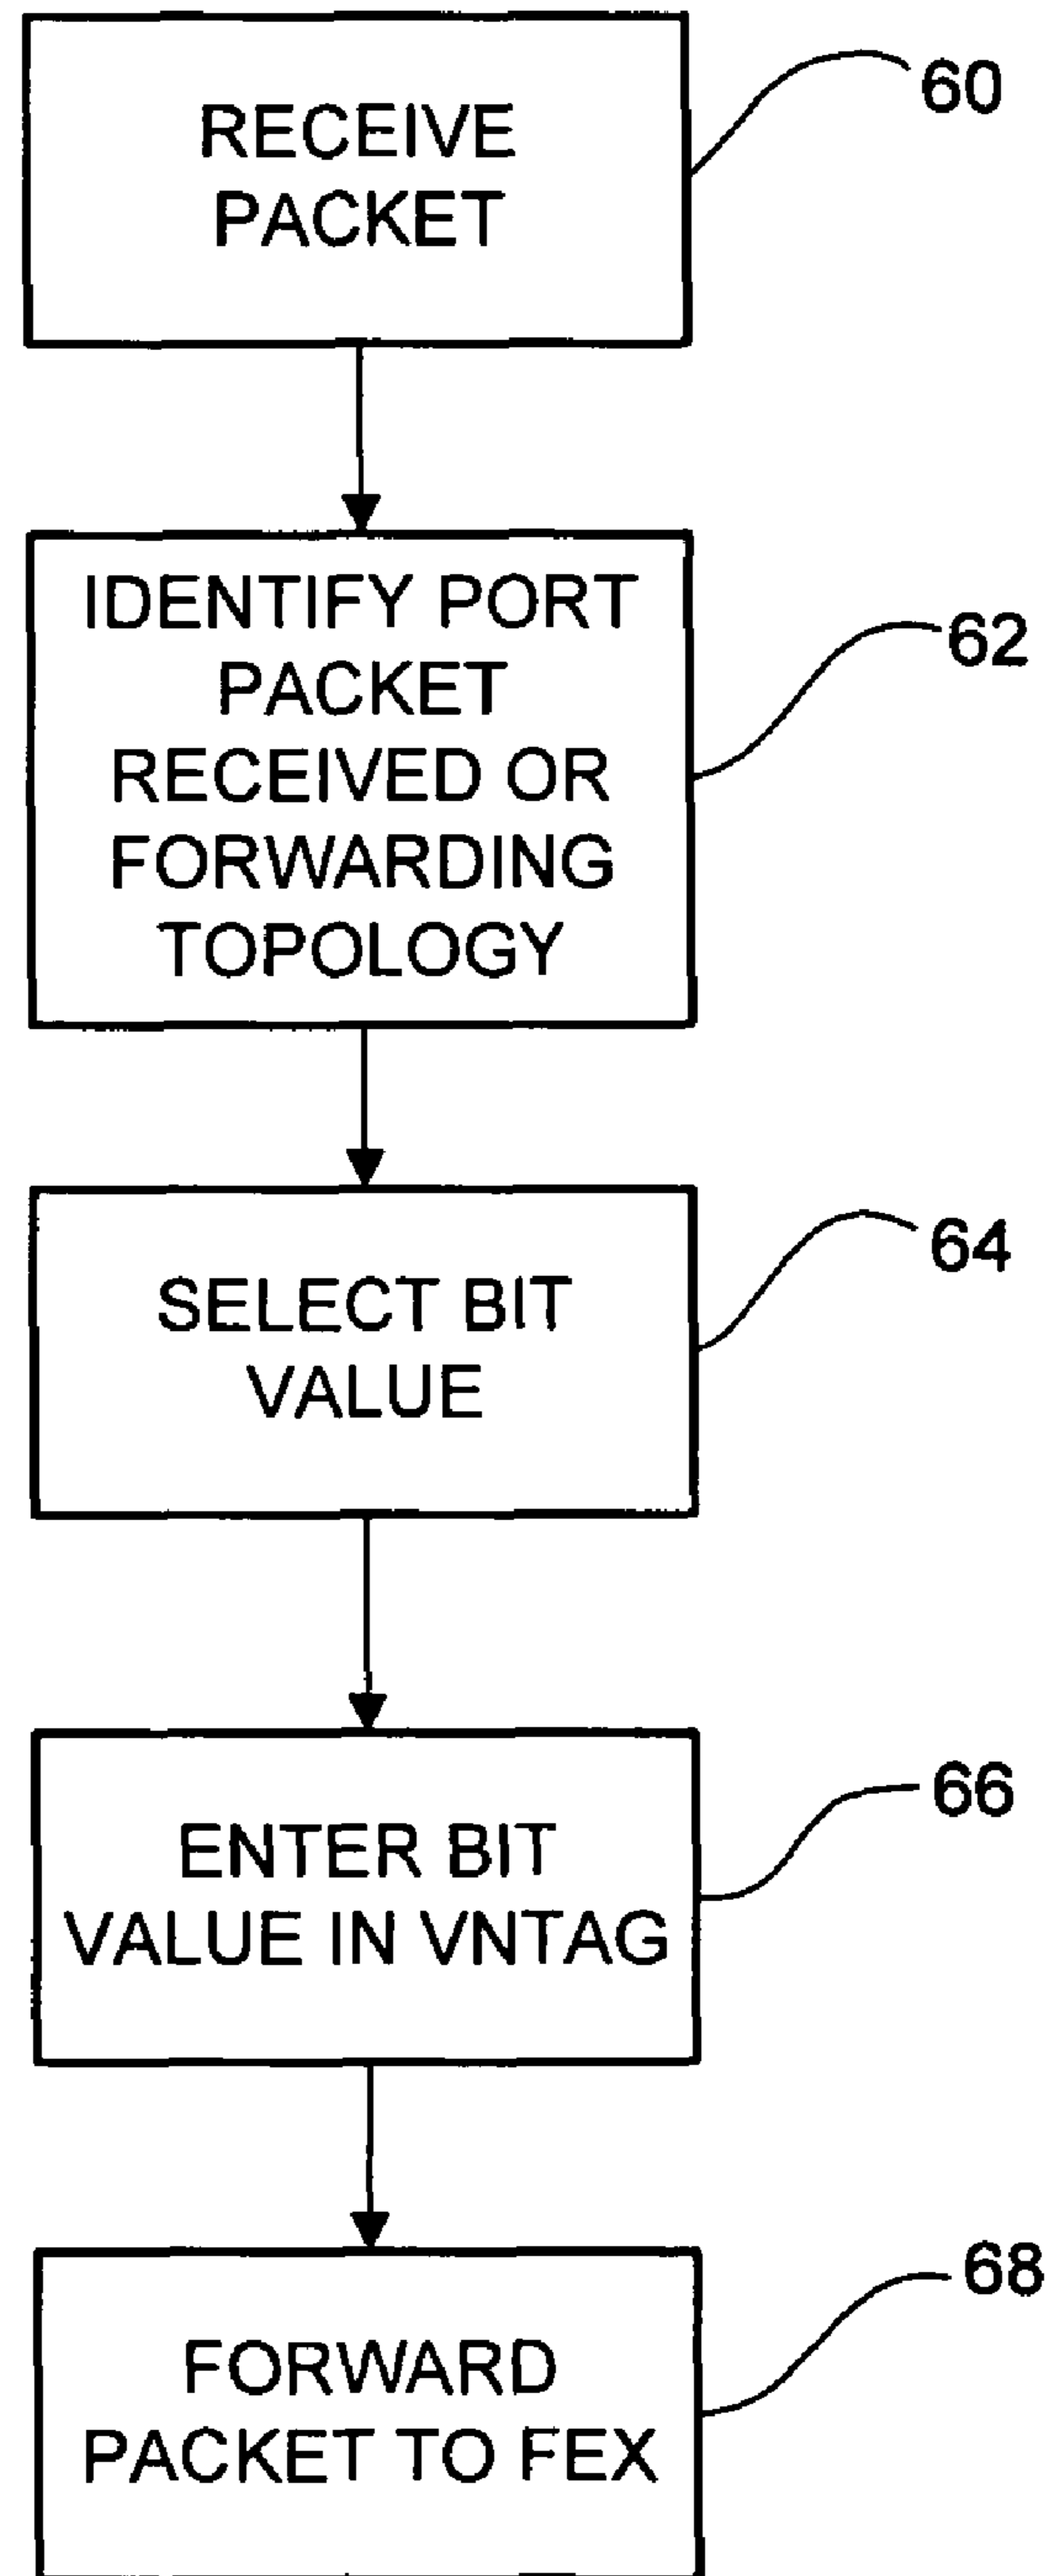 RECEIVE
PACKET
60
IDENTIFY PORT
PACKET
RECEIVED OR
FORWARDING
TOPOLOGY
62
SELECT BIT
VALUE
64
ENTER BIT
VALUE IN VNTAG
66
FORWARD
PACKET TO FEX
68